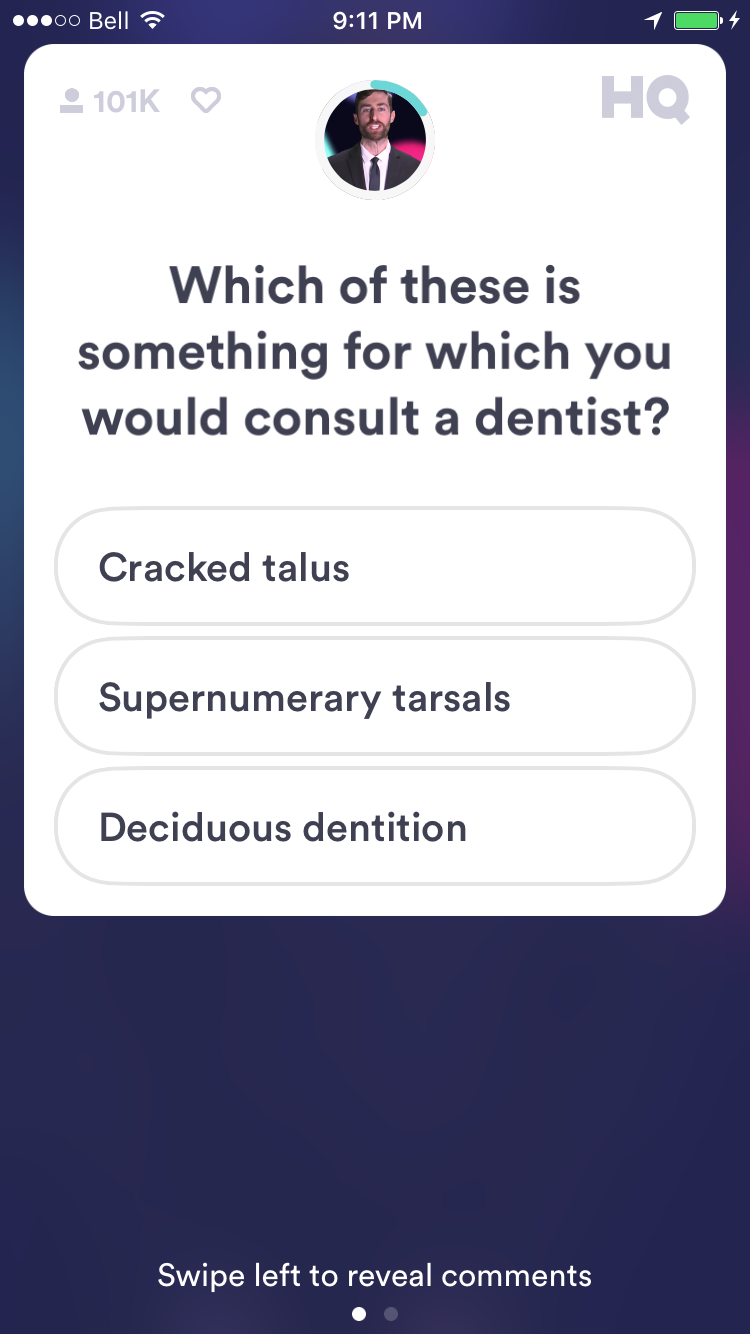 Bell 9:11 PM
101K HQ
Which of these is
something for which you
would consult a dentist?
Cracked talus
Supernumerary tarsals
Deciduous dentition
Swipe left to reveal comments